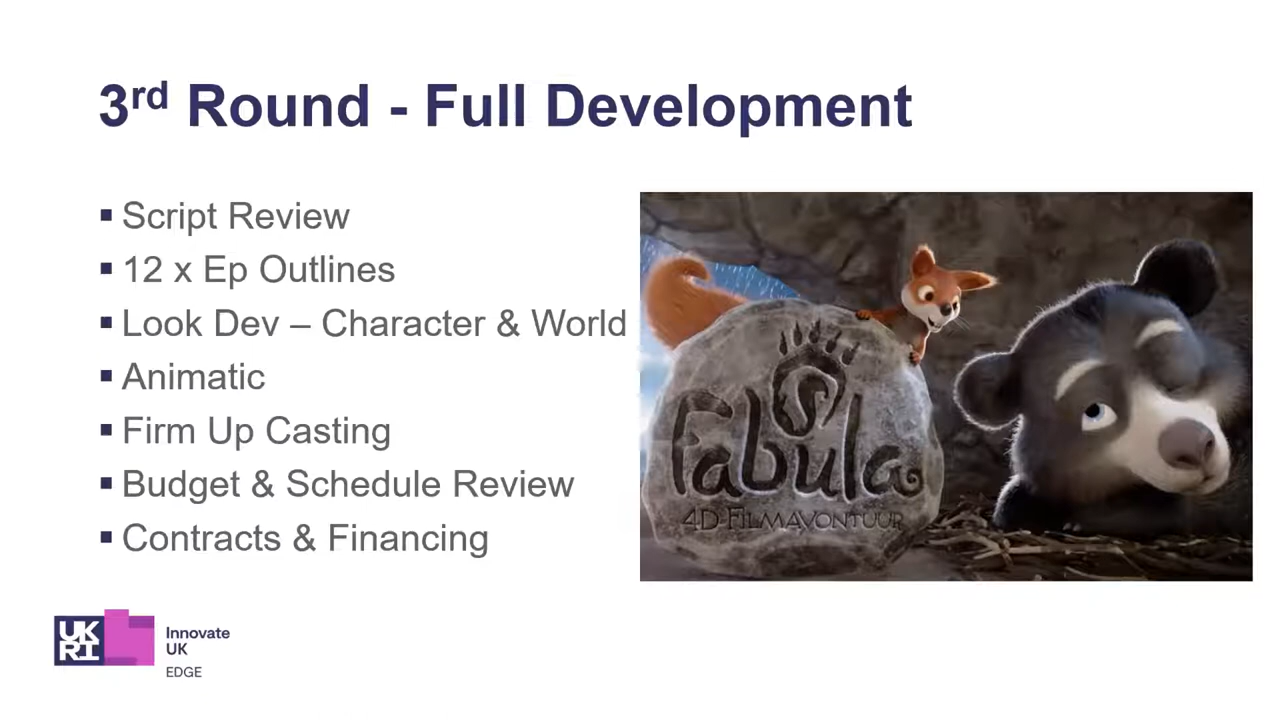 3rd Round - Full Development
▪ Script Review
▪ 12 x Ep Outlines
▪ Look Dev – Character & World
▪ Animatic
▪ Firm Up Casting
▪ Budget & Schedule Review
▪ Contracts & Financing
Fabula
4D-FILMAVONTUUR
UK
RI
Innovate
UK
EDGE